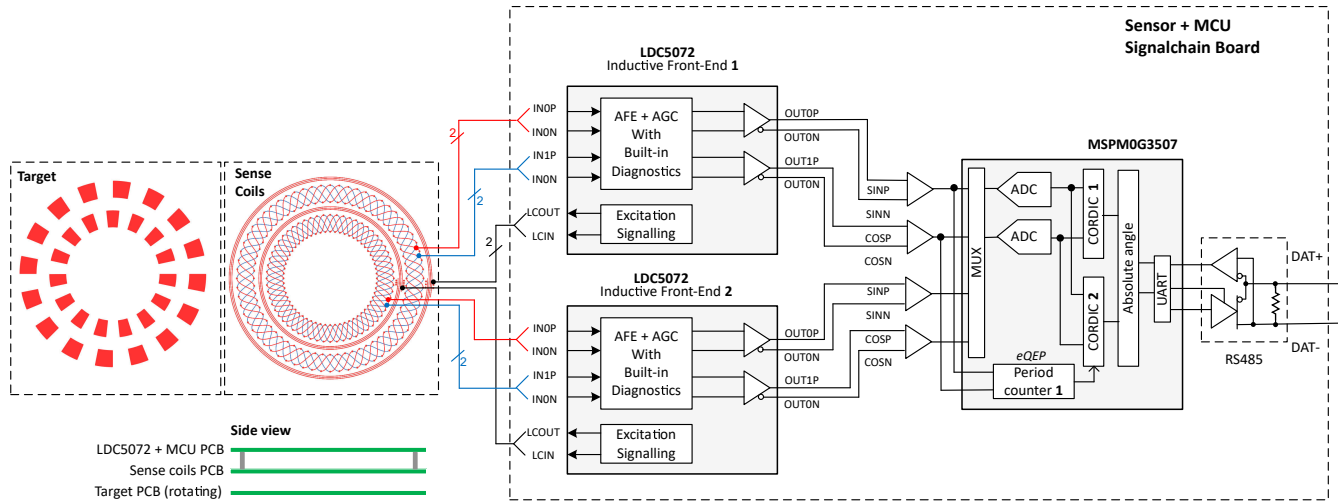 Sensor + MCU
Signalchain Board
LDC5072
Inductive Front-End 1
IN0P
IN0N
IN1P
IN0N
LCOUT
LCIN
AFE + AGC
With
Built-in
Diagnostics
Excitation
Signalling
OUT0P
OUT0N
OUT1P
OUT0N
2
2
2
Target
Sense
Coils
SINP
SINN
COSP
COSN
MSPM0G3507
MUX
ADC
ADC
CORDIC 1
CORDIC 2
Absolute angle
UART
eQEP
Period
counter 1
DAT+
DAT-
RS485
LDC5072
Inductive Front-End 2
IN0P
IN0N
IN1P
IN0N
LCOUT
LCIN
AFE + AGC
With
Built-in
Diagnostics
Excitation
Signalling
OUT0P
OUT0N
OUT1P
OUT0N
SINP
SINN
COSP
COSN
2
Side view
LDC5072 + MCU PCB
Sense coils PCB
Target PCB (rotating)